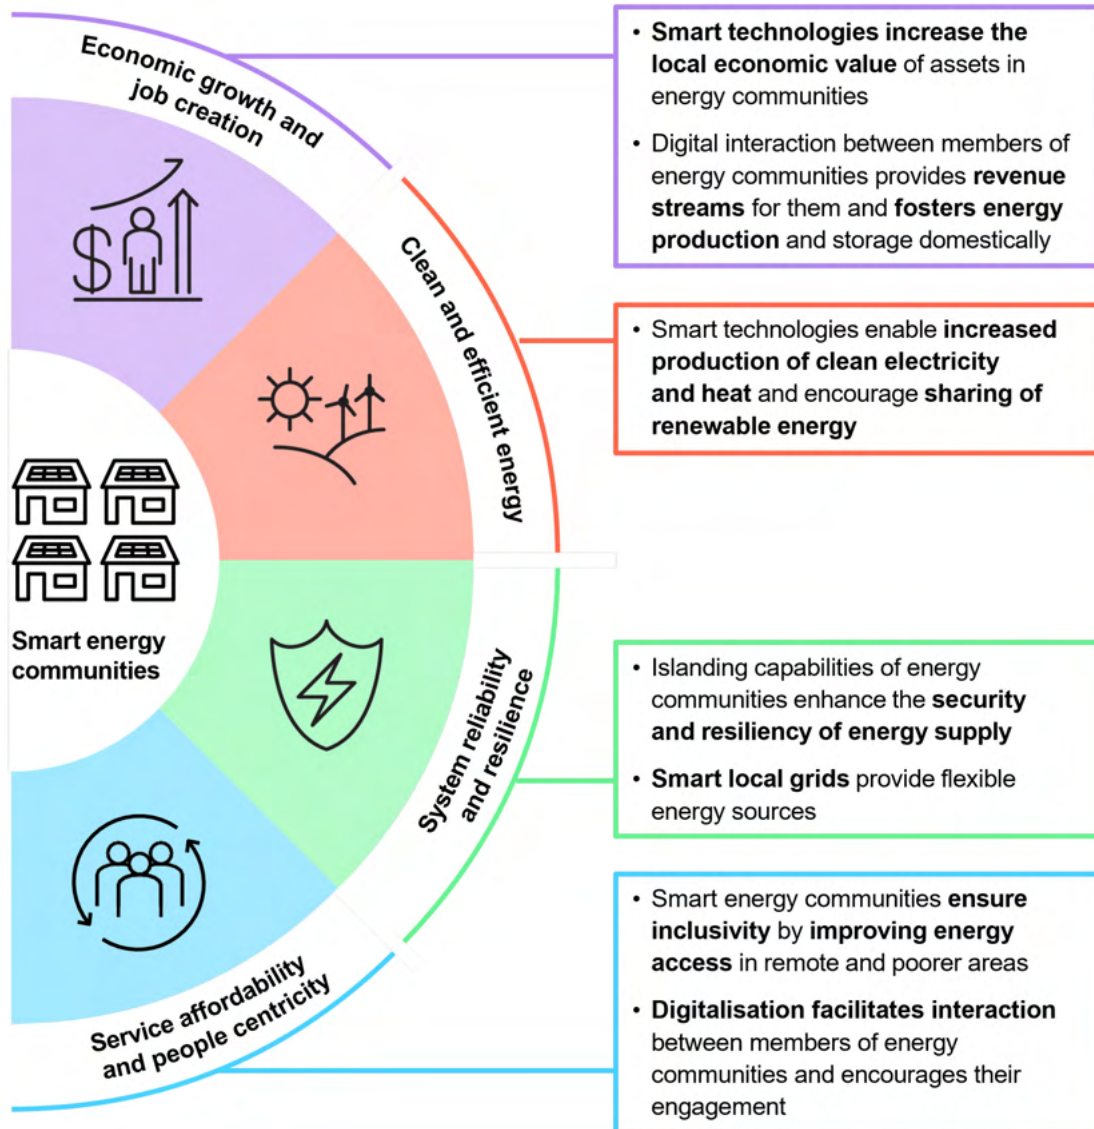 Economic growth and
job creation
• Smart technologies increase the
local economic value of assets in
energy communities
• Digital interaction between members of
energy communities provides revenue
streams for them and fosters energy
production and storage domestically
Clean and efficient energy
• Smart technologies enable increased
production of clean electricity
and heat and encourage sharing of
renewable energy
Smart energy
communities
System reliability
and resilience
• Islanding capabilities of energy
communities enhance the security
and resiliency of energy supply
• Smart local grids provide flexible
energy sources
Service affordability
and people centricity
• Smart energy communities ensure
inclusivity by improving energy
access in remote and poorer areas
• Digitalisation facilitates interaction
between members of energy
communities and encourages their
engagement